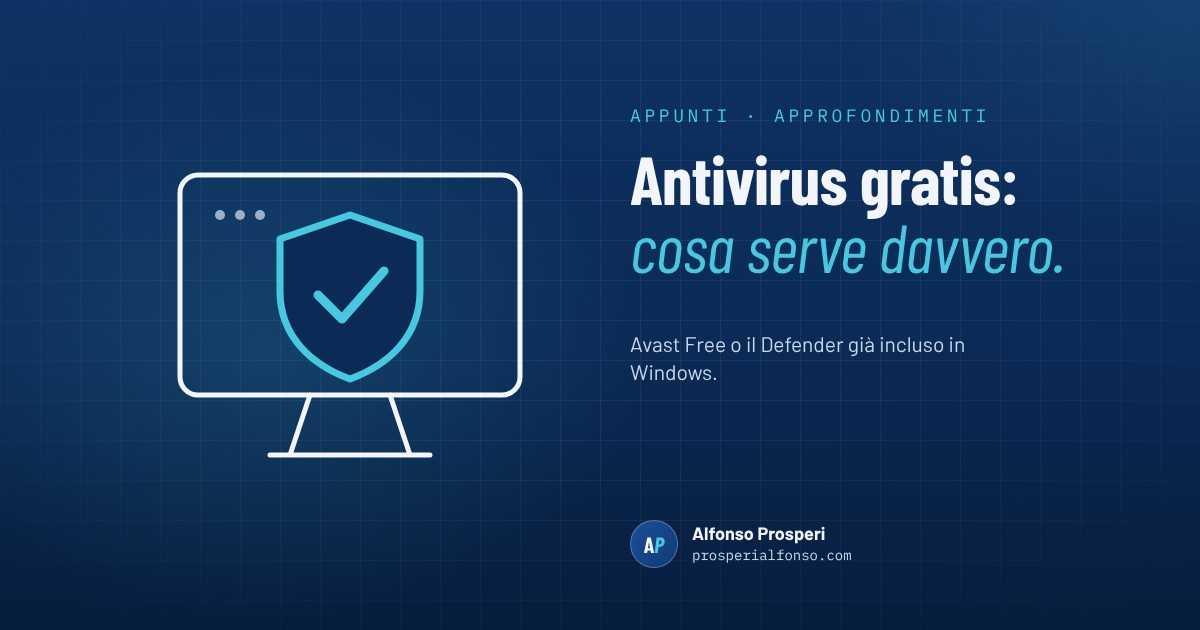 APPUNTI · APPROFONDIMENTI
Antivirus gratis:
cosa serve davvero.
Avast Free o il Defender già incluso in
Windows.
AP
Alfonso Prosperi
prosperialfonso.com